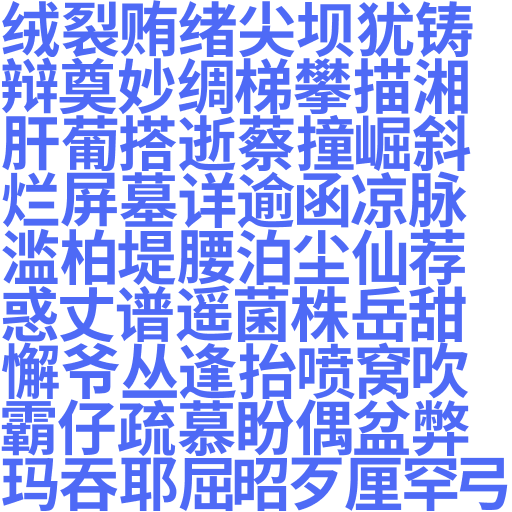 绒裂贿绪尖坝犹铸
辩奠妙绸梯攀描湘
肝葡搭逝蔡撞崛斜
烂屏墓详逾函凉脉
滥柏堤腰泊尘仙荐
惑丈谱遥菌株岳甜
懈爷丛逢抬喷窝吹
霸仔疏慕盼偶盆弊
玛吞耶屈昭歹厘罕弓